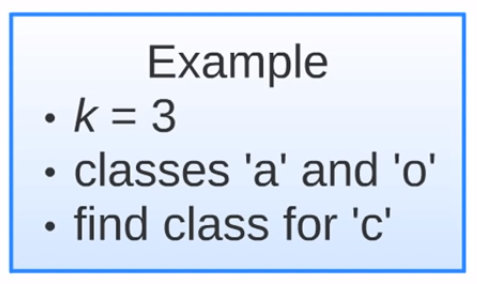 Example
• k = 3
• classes 'a' and 'o'
• find class for 'c'